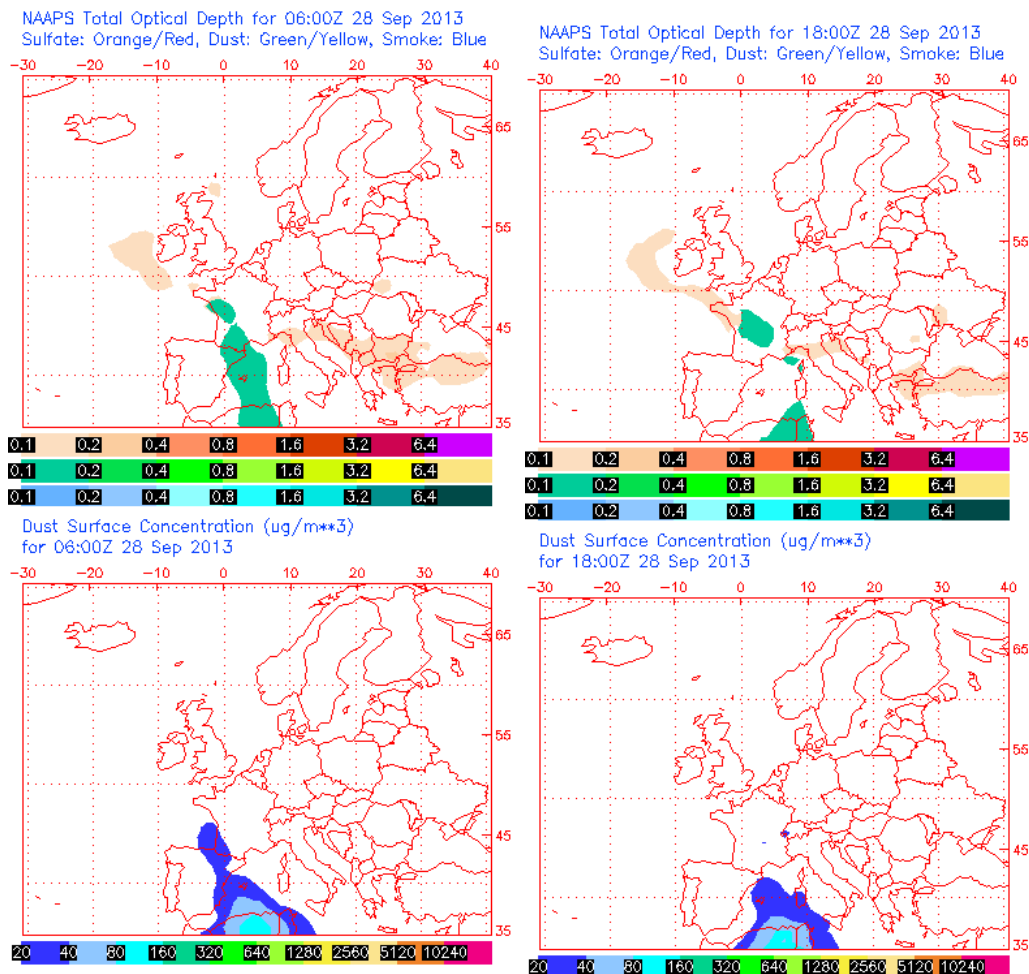 NAAPS Total Optical Depth for 06:00Z 28 Sep 2013
Sulfate: Orange/Red, Dust: Green/Yellow, Smoke: Blue
-30 -20 -10 0 10 20 30 40
65
55
45
35
0.1 0.2 0.4 0.8 1.6 3.2 6.4
0.1 0.2 0.4 0.8 1.6 3.2 6.4
0.1 0.2 0.4 0.8 1.6 3.2 6.4
NAAPS Total Optical Depth for 18:00Z 28 Sep 2013
Sulfate: Orange/Red, Dust: Green/Yellow, Smoke: Blue
-30 -20 -10 0 10 20 30 40
65
55
45
35
0.1 0.2 0.4 0.8 1.6 3.2 6.4
0.1 0.2 0.4 0.8 1.6 3.2 6.4
0.1 0.2 0.4 0.8 1.6 3.2 6.4
Dust Surface Concentration (ug/m**3)
for 06:00Z 28 Sep 2013
-30 -20 -10 0 10 20 30 40
65
55
45
35
20 40 80 160 320 640 1280 2560 5120 10240
Dust Surface Concentration (ug/m**3)
for 18:00Z 28 Sep 2013
-30 -20 -10 0 10 20 30 40
65
55
45
35
20 40 80 160 320 640 1280 2560 5120 10240